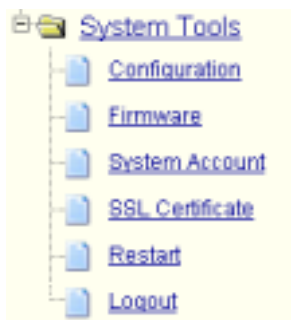 System Tools
Configuration
Firmware
System Account
SSL Certificate
Restart
Logout